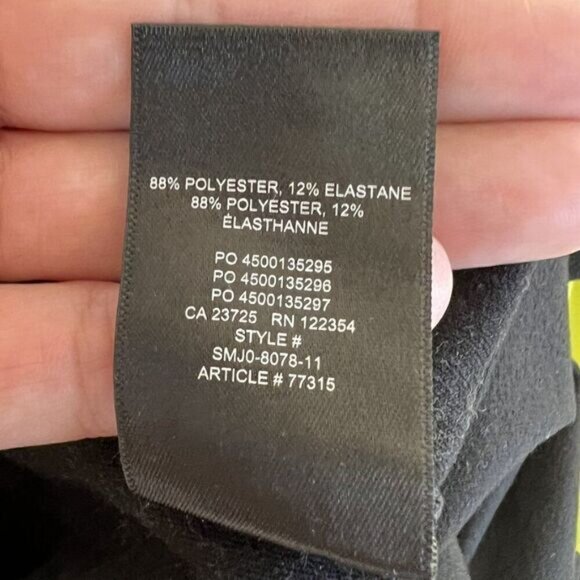 88% POLYESTER, 12% ELASTANE
88% POLYESTER, 12%
ÉLASTHANNE
PO 4500135295
PO 4500135296
PO 4500135297
CA 23725 RN 122354
STYLE #
SMJ0-8078-11
ARTICLE # 77315